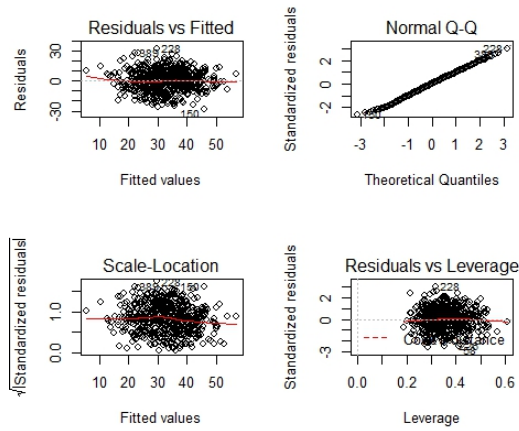 Residuals vs Fitted
Residuals
30
0
-30
228
150
10 20 30 40 50
Fitted values
Normal Q-Q
Standardized residuals
2
0
-2
228
-3 -1 0 1 2 3
Theoretical Quantiles
Scale-Location
√|Standardized residuals|
1.0
0.0
228
10 20 30 40 50
Fitted values
Residuals vs Leverage
Standardized residuals
2
0
-3
228
0.0 0.2 0.4 0.6
Leverage